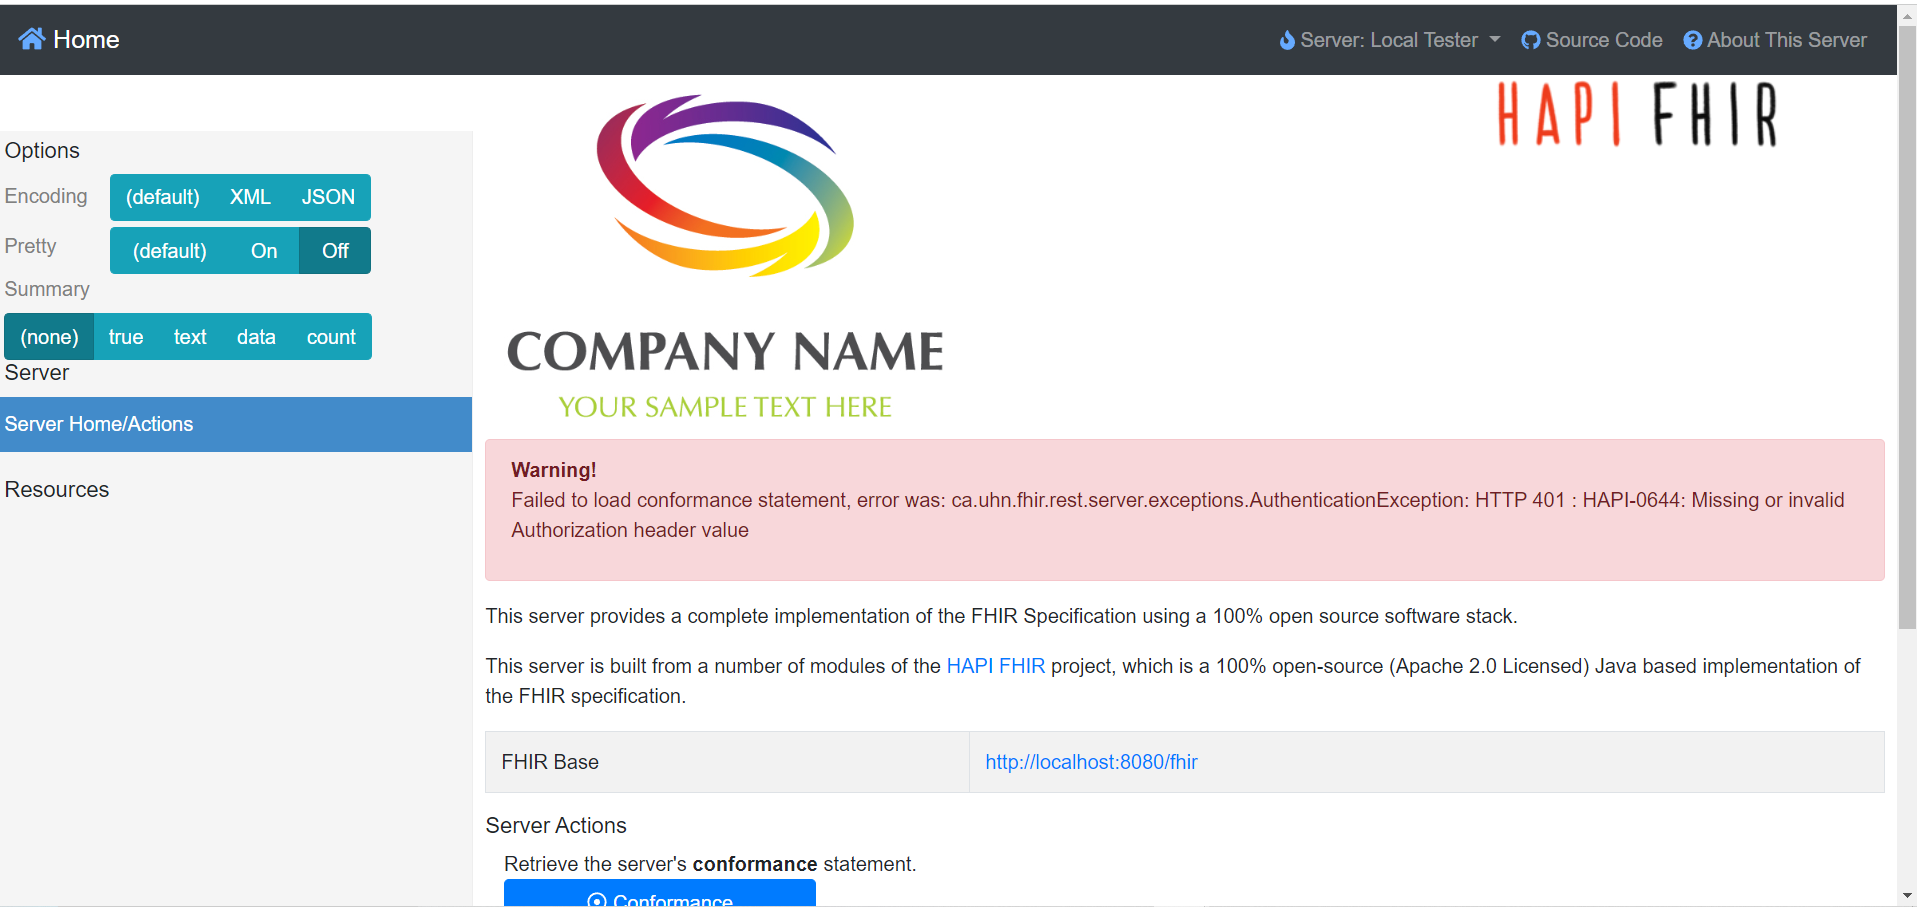 Home
Server: Local Tester
Source Code
About This Server
HAPI FHIR
Options
Encoding
(default) XML JSON
Pretty
(default) On Off
Summary
(none) true text data count
Server
Server Home/Actions
Resources
COMPANY NAME
YOUR SAMPLE TEXT HERE
Warning!
Failed to load conformance statement, error was: ca.uhn.fhir.rest.server.exceptions.AuthenticationException: HTTP 401 : HAPI-0644: Missing or invalid
Authorization header value
This server provides a complete implementation of the FHIR Specification using a 100% open source software stack.
This server is built from a number of modules of the HAPI FHIR project, which is a 100% open-source (Apache 2.0 Licensed) Java based implementation of
the FHIR specification.
FHIR Base
http://localhost:8080/fhir
Server Actions
Retrieve the server's conformance statement.
Conformance